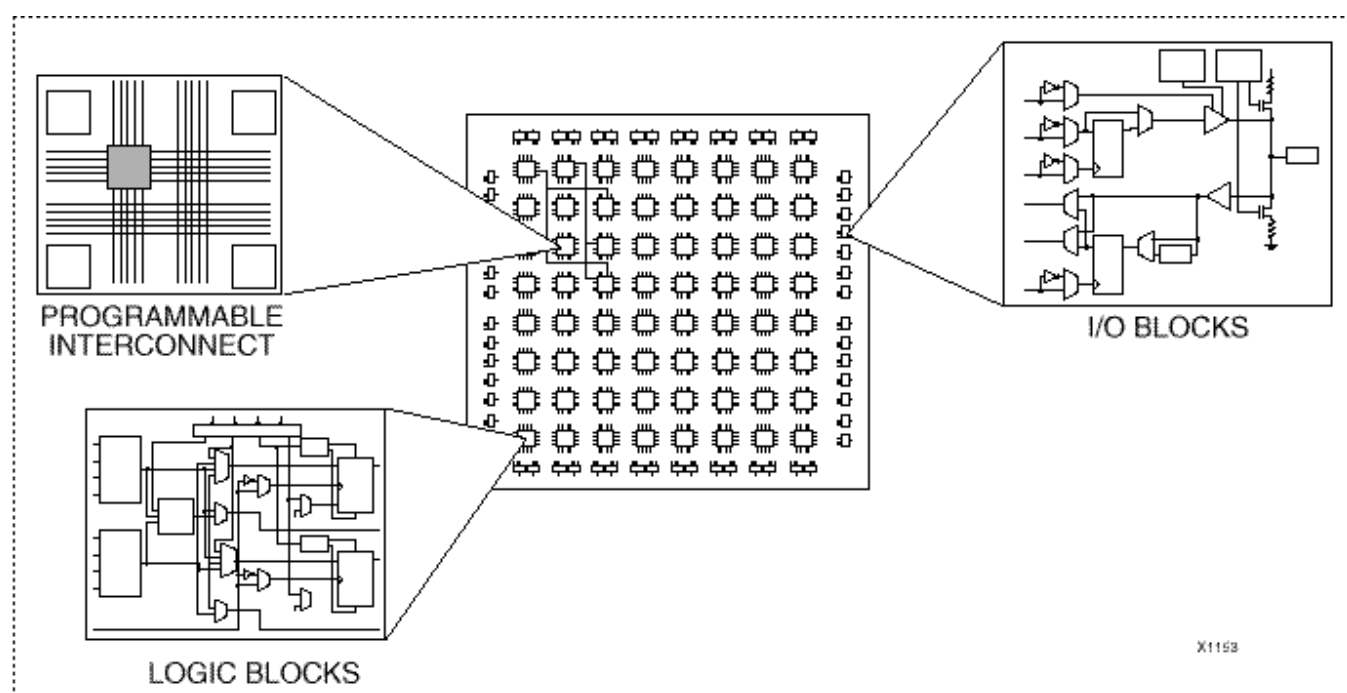 PROGRAMMABLE
INTERCONNECT
I/O BLOCKS
LOGIC BLOCKS
X1153